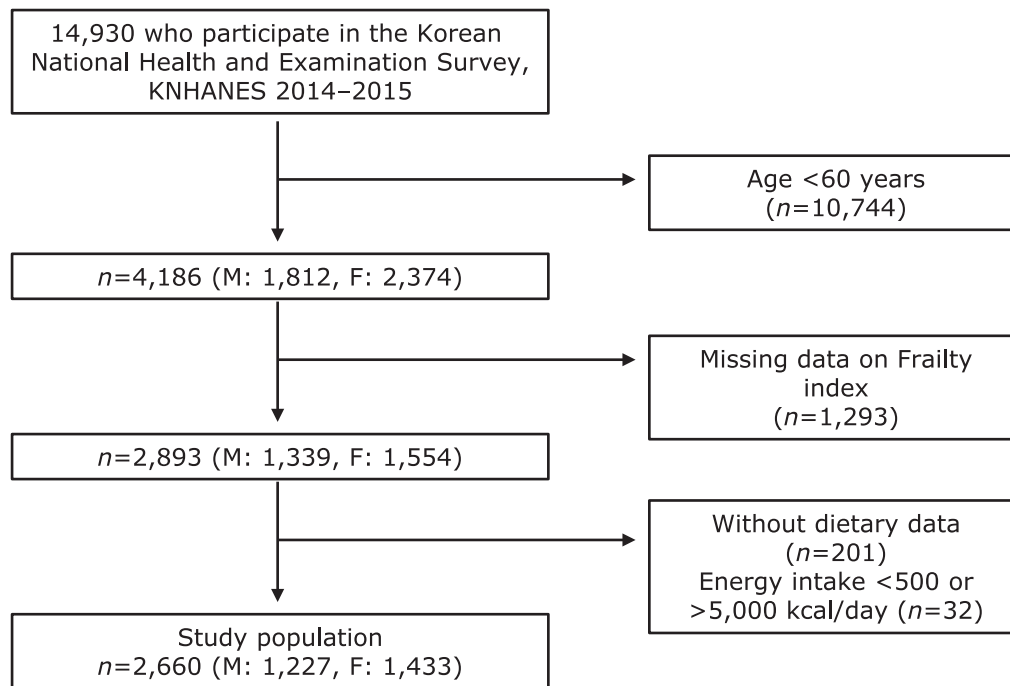 14,930 who participate in the Korean
National Health and Examination Survey,
KNHANES 2014–2015
Age <60 years
(n=10,744)
n=4,186 (M: 1,812, F: 2,374)
Missing data on Frailty
index
(n=1,293)
n=2,893 (M: 1,339, F: 1,554)
Without dietary data
(n=201)
Energy intake <500 or
>5,000 kcal/day (n=32)
Study population
n=2,660 (M: 1,227, F: 1,433)